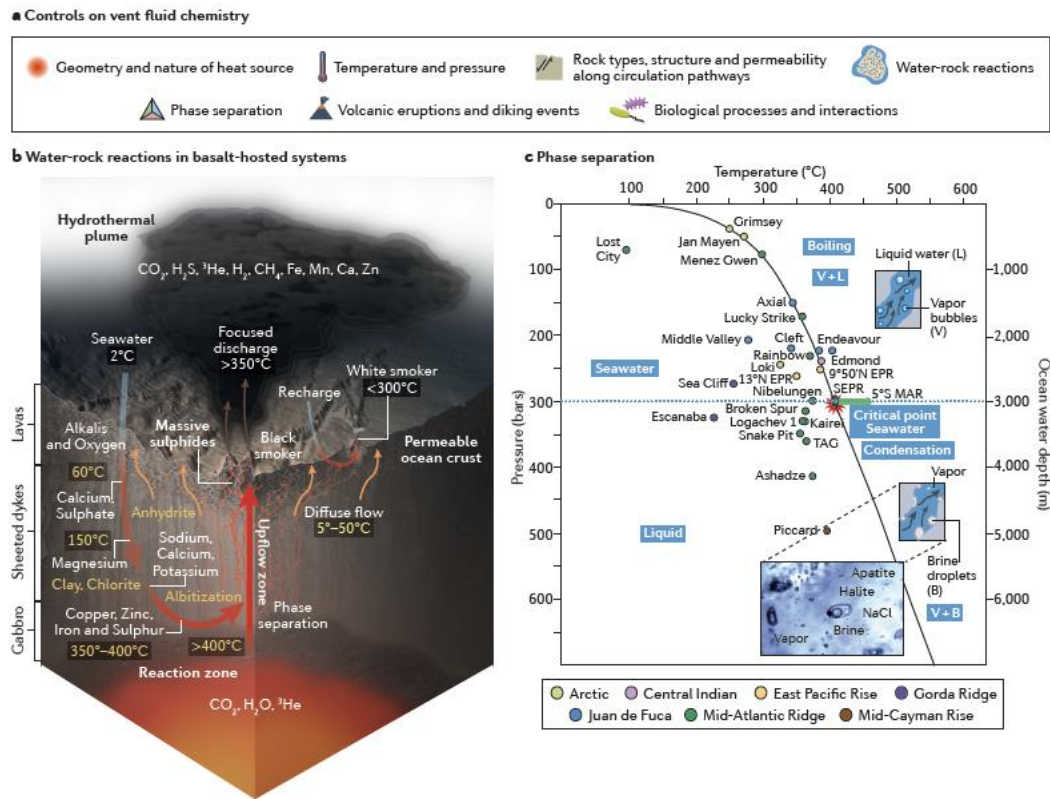 a Controls on vent fluid chemistry
Geometry and nature of heat source
Temperature and pressure
Rock types, structure and permeability
along circulation pathways
Water-rock reactions
Phase separation
Volcanic eruptions and diking events
Biological processes and interactions
b Water-rock reactions in basalt-hosted systems
Hydrothermal
plume
CO₂, H₂S, ³He, H₂, CH₄, Fe, Mn, Ca, Zn
Seawater
2°C
Focused
discharge
>350°C
White smoker
<300°C
Recharge
Lavas
Alkalis
and Oxygen
Massive
sulphides
Black
smoker
Permeable
ocean crust
60°C
Sheeted dykes
Calcium,
Sulphate
Anhydrite
Diffuse flow
5°–50°C
150°C
Magnesium
Sodium,
Calcium,
Potassium
Upflow zone
Clay, Chlorite
Albitization
Gabbro
Copper, Zinc,
Iron and Sulphur
350°–400°C
>400°C
Phase
separation
Reaction zone
CO₂, H₂O, ³He
c Phase separation
Temperature (°C)
100 200 300 400 500 600
Pressure (bars)
0
100
200
300
400
500
600
Ocean water depth (m)
1,000
2,000
3,000
4,000
5,000
6,000
Grimsey
Lost
City
Jan Mayen
Menez Gwen
Boiling
V+L
Liquid water (L)
Vapor
bubbles
(V)
Axial
Lucky Strike
Middle Valley
Cleft
Endeavour
Rainbow
Edmond
Loki
9°50'N EPR
Seawater
Sea Cliff
13°N EPR
SEPR
Nibelungen
5°S MAR
Escanaba
Broken Spur
Critical point
Seawater
Logachev 1
Kairei
Snake Pit
TAG
Condensation
Ashadze
Vapor
Liquid
Piccard
Brine
droplets
(B)
V+B
Apatite
Halite
NaCl
Brine
Vapor
Arctic
Central Indian
East Pacific Rise
Gorda Ridge
Juan de Fuca
Mid-Atlantic Ridge
Mid-Cayman Rise